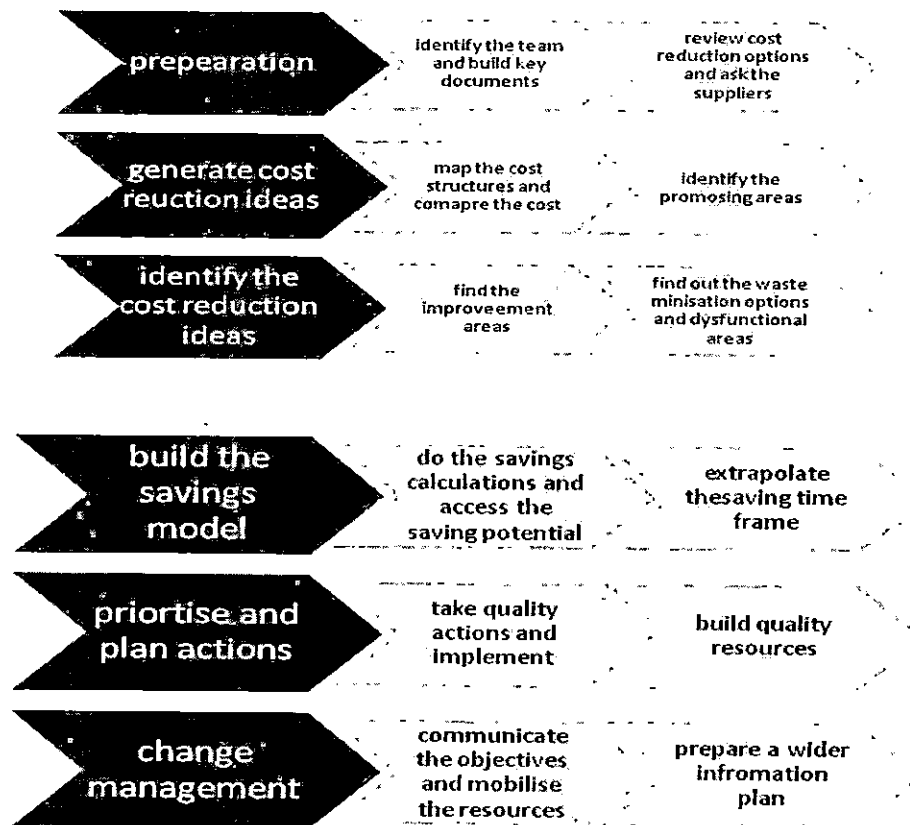 prepearation
identify the team
and build key
documents
review cost
reduction options
and ask the
suppliers
generate cost
reuction ideas
map the cost
structures and
comapre the cost
identify the
promosing areas
identify the
cost reduction
ideas
find the
improveement
areas
find out the waste
minisation options
and dysfunctional
areas
build the
savings
model
do the savings
calculations and
access the
saving potential
extrapolate
thesaving time
frame
priortise and
plan actions
take quality
actions and
implement
build quality
resources
change
management
communicate
the objectives
and mobilise
the resources
prepare a wider
infromation
plan